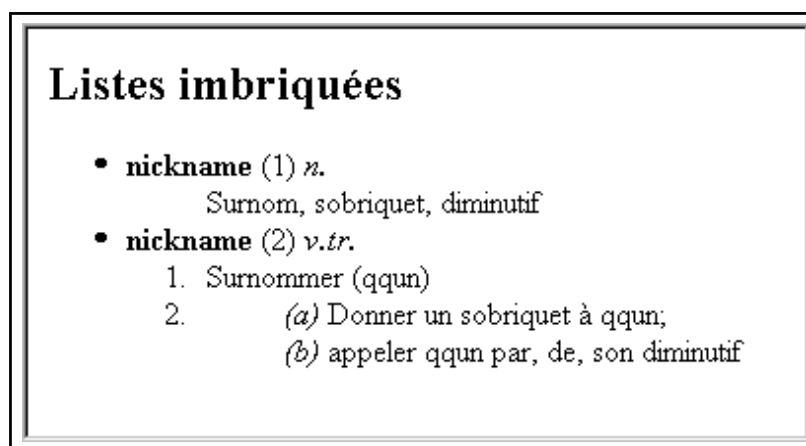 Listes imbriquées
• nickname (1) n.
Surnom, sobriquet, diminutif
• nickname (2) v.tr.
1. Surnommer (qqun)
2. (a) Donner un sobriquet à qqun;
(b) appeler qqun par, de, son diminutif